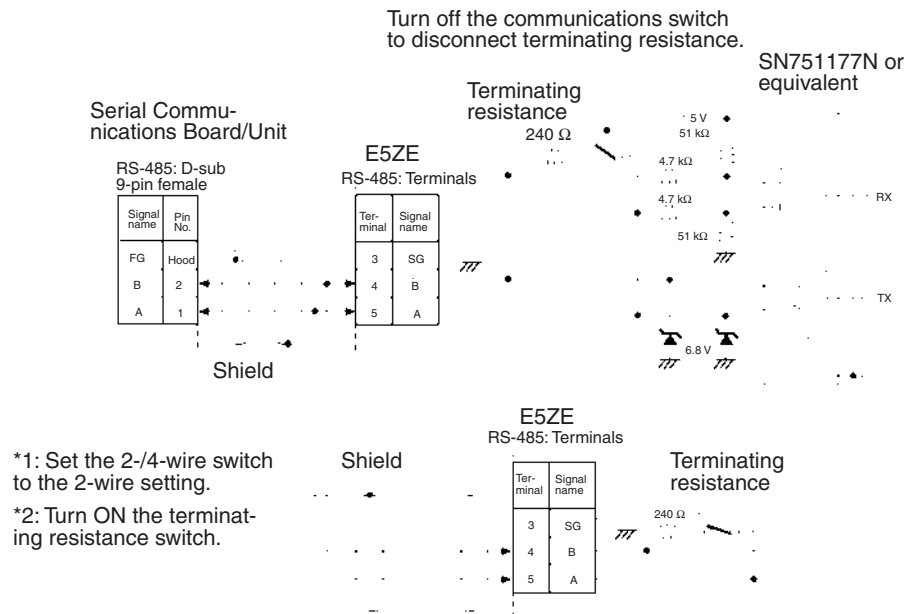 Turn off the communications switch
to disconnect terminating resistance.
SN751177N or
equivalent
Terminating
resistance
240 Ω
5 V
51 kΩ
4.7 kΩ
4.7 kΩ
51 kΩ
RX
TX
6.8 V
Serial Commu-
nications Board/Unit
RS-485: D-sub
9-pin female
Signal name Pin No.
FG Hood
B 2
A 1
Shield
E5ZE
RS-485: Terminals
Ter-
minal Signal name
3 SG
4 B
5 A
*1: Set the 2-/4-wire switch
to the 2-wire setting.
*2: Turn ON the terminat-
ing resistance switch.
Shield
E5ZE
RS-485: Terminals
Ter-
minal Signal name
3 SG
4 B
5 A
Terminating
resistance
240 Ω